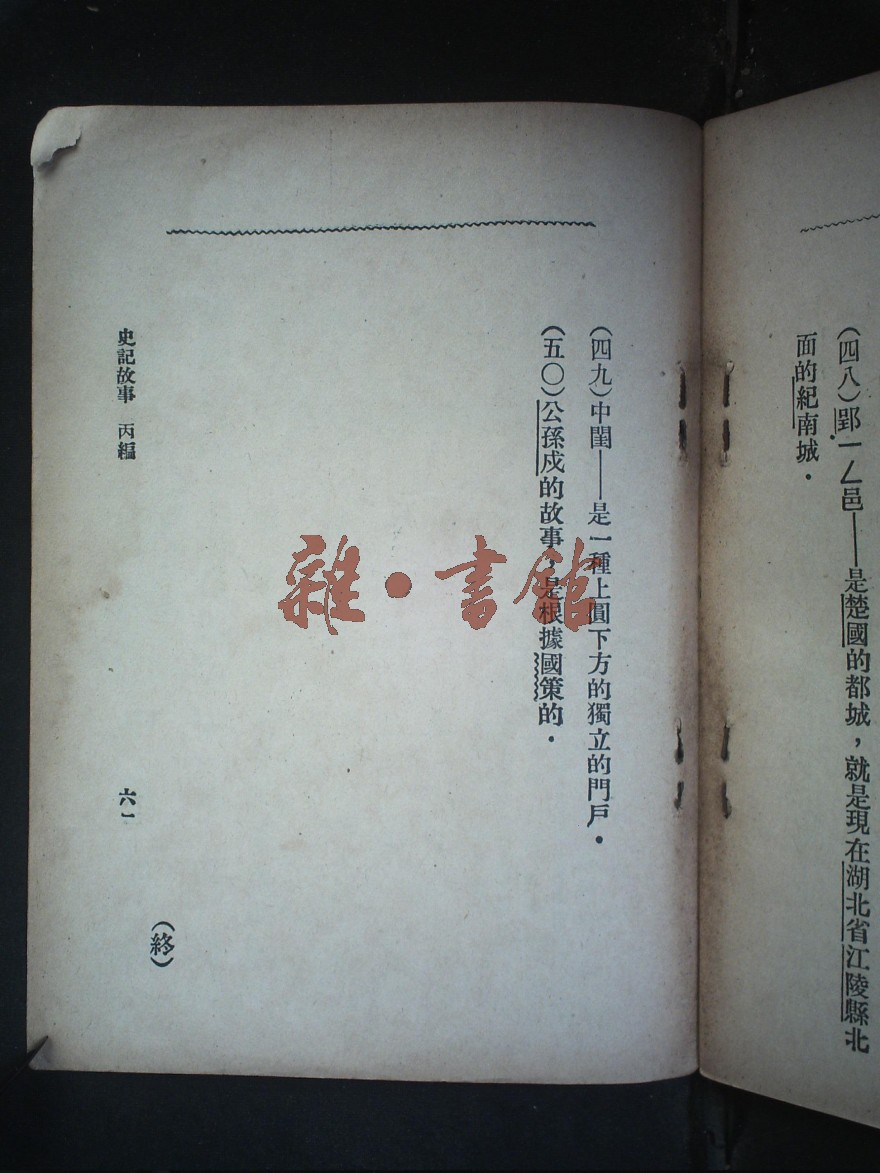 (四八)郢ㄧㄥ邑——是楚國的都城，就是現在湖北省江陵縣北
面的紀南城．
(四九)中閨——是一種上圓下方的獨立的門戶．
(五〇)公孫戍的故事，是根據國策的．
(終)
史記故事 丙編 六一
雜·書館